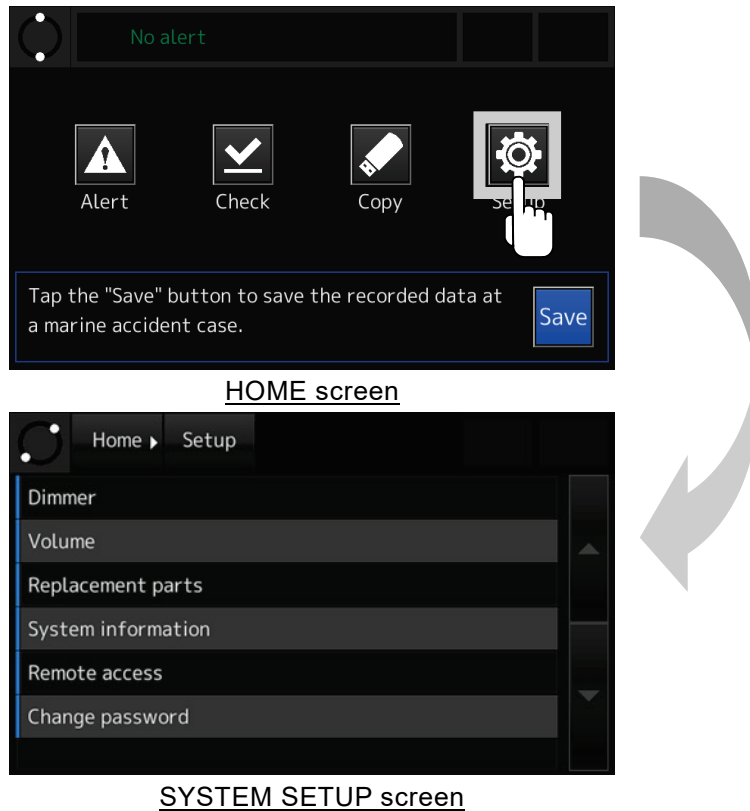 No alert
Alert Check Copy Setup
Tap the "Save" button to save the recorded data at
a marine accident case.
Save
HOME screen
Home Setup
Dimmer
Volume
Replacement parts
System information
Remote access
Change password
SYSTEM SETUP screen